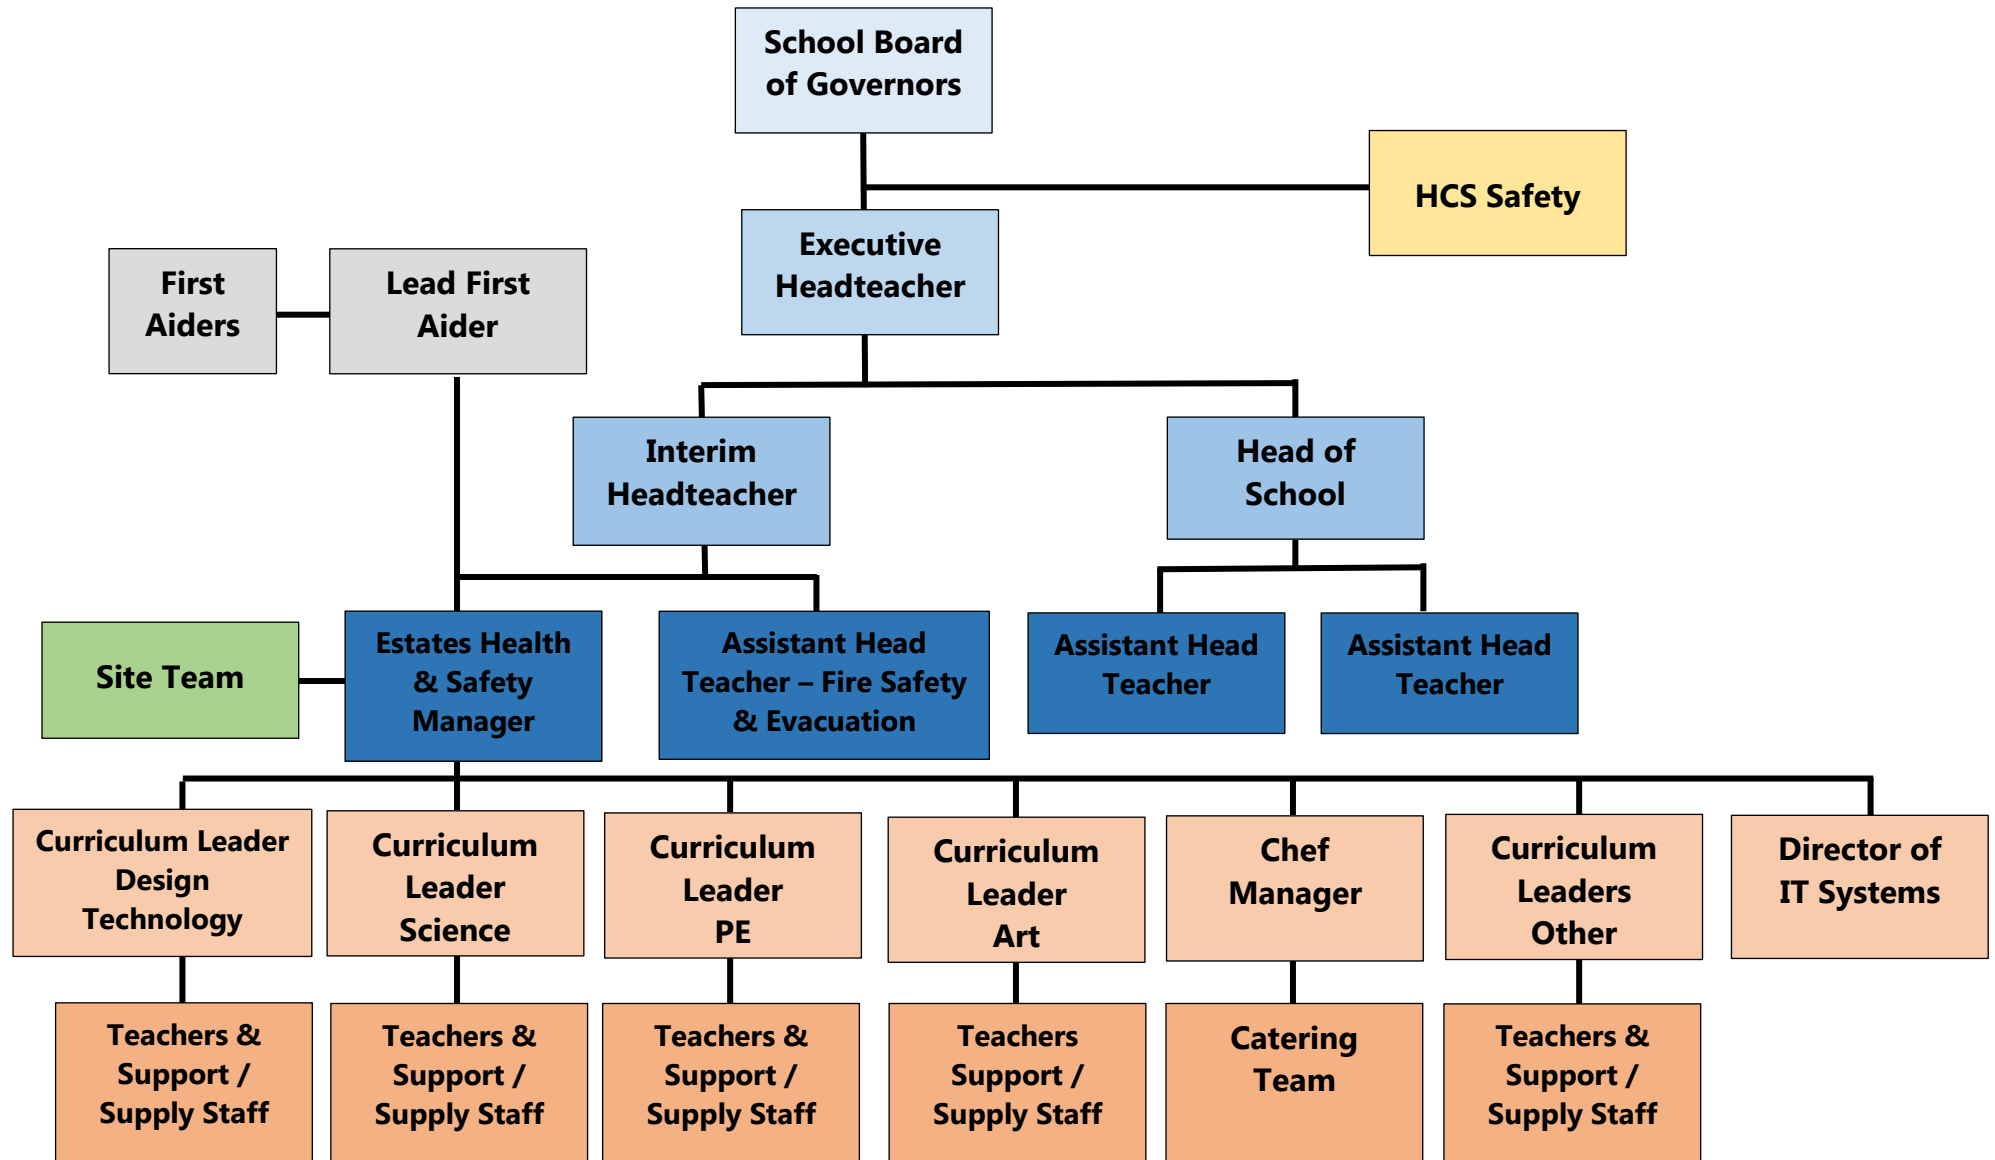 School Board
of Governors
HCS Safety
Executive
Headteacher
First
Aiders
Lead First
Aider
Interim
Headteacher
Head of
School
Site Team
Estates Health
& Safety
Manager
Assistant Head
Teacher – Fire Safety
& Evacuation
Assistant Head
Teacher
Assistant Head
Teacher
Curriculum Leader
Design
Technology
Curriculum
Leader
Science
Curriculum
Leader
PE
Curriculum
Leader
Art
Chef
Manager
Curriculum
Leaders
Other
Director of
IT Systems
Teachers &
Support /
Supply Staff
Teachers &
Support /
Supply Staff
Teachers &
Support /
Supply Staff
Teachers
Support /
Supply Staff
Catering
Team
Teachers &
Support /
Supply Staff